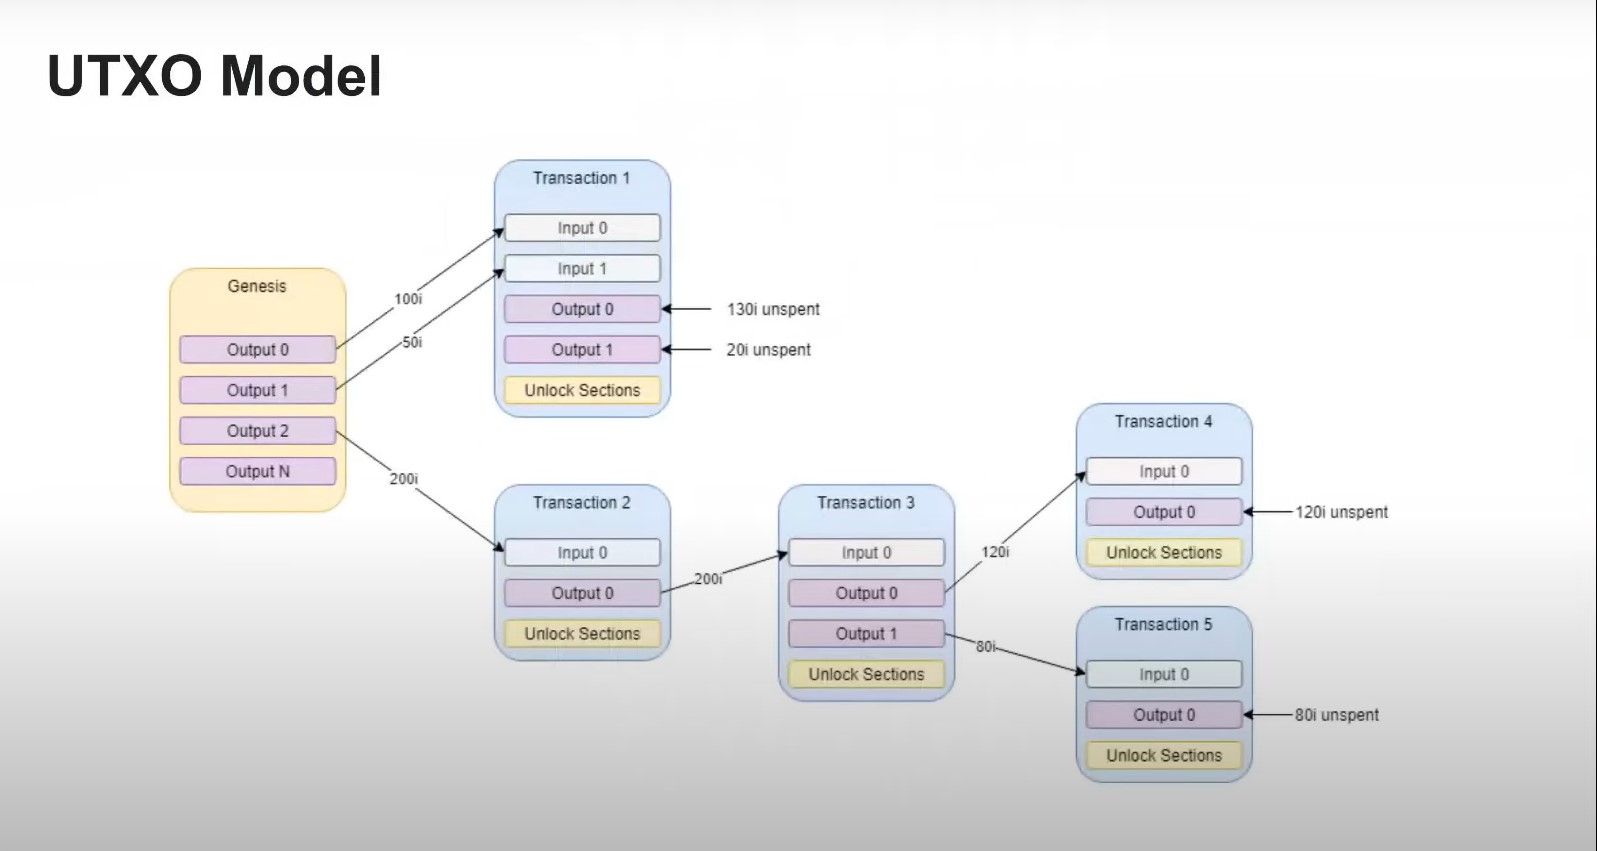 UTXO Model
Genesis
Output 0
Output 1
Output 2
Output N
100i
50i
200i
Transaction 1
Input 0
Input 1
Output 0
Output 1
Unlock Sections
130i unspent
20i unspent
Transaction 2
Input 0
Output 0
Unlock Sections
200i
Transaction 3
Input 0
Output 0
Output 1
Unlock Sections
120i
80i
Transaction 4
Input 0
Output 0
Unlock Sections
120i unspent
Transaction 5
Input 0
Output 0
Unlock Sections
80i unspent